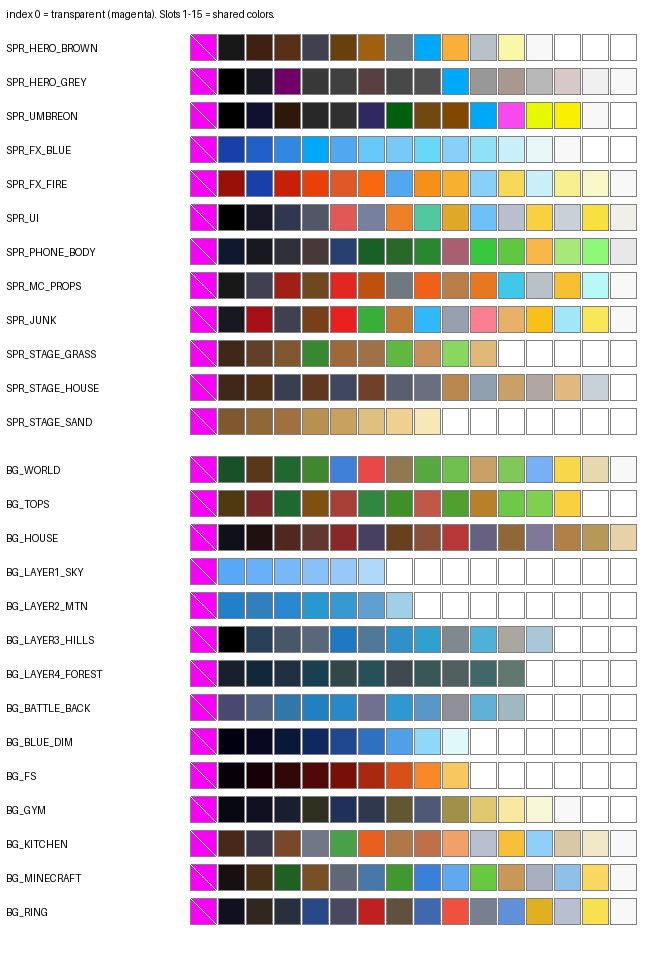 index 0 = transparent (magenta). Slots 1-15 = shared colors.
SPR_HERO_BROWN
SPR_HERO_GREY
SPR_UMBREON
SPR_FX_BLUE
SPR_FX_FIRE
SPR_UI
SPR_PHONE_BODY
SPR_MC_PROPS
SPR_JUNK
SPR_STAGE_GRASS
SPR_STAGE_HOUSE
SPR_STAGE_SAND
BG_WORLD
BG_TOPS
BG_HOUSE
BG_LAYER1_SKY
BG_LAYER2_MTN
BG_LAYER3_HILLS
BG_LAYER4_FOREST
BG_BATTLE_BACK
BG_BLUE_DIM
BG_FS
BG_GYM
BG_KITCHEN
BG_MINECRAFT
BG_RING